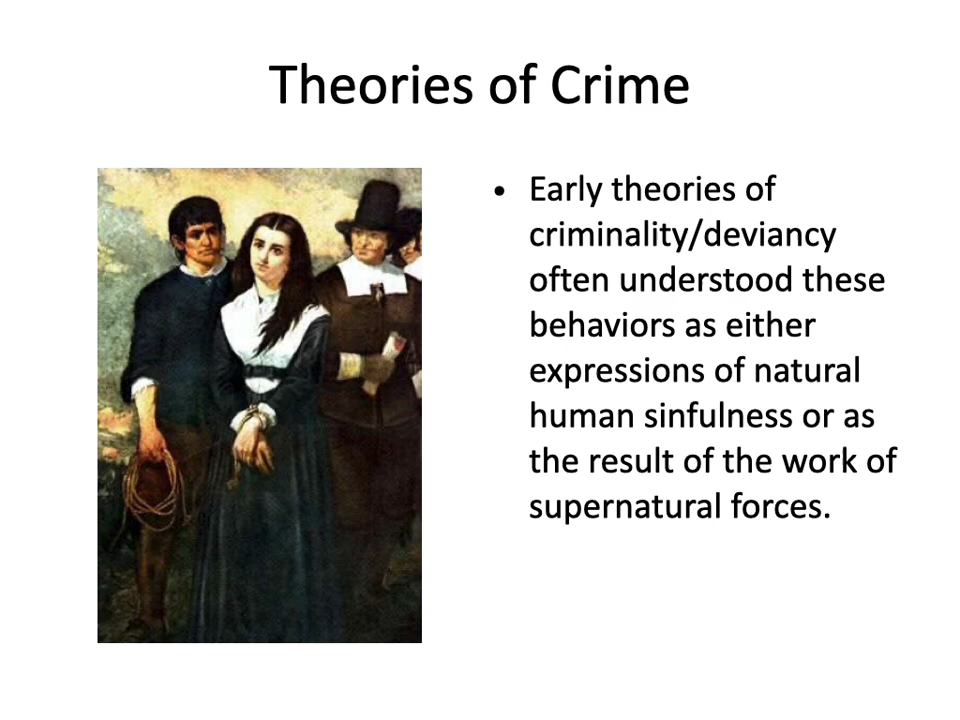 Theories of Crime
• Early theories of
criminality/deviancy
often understood these
behaviors as either
expressions of natural
human sinfulness or as
the result of the work of
supernatural forces.